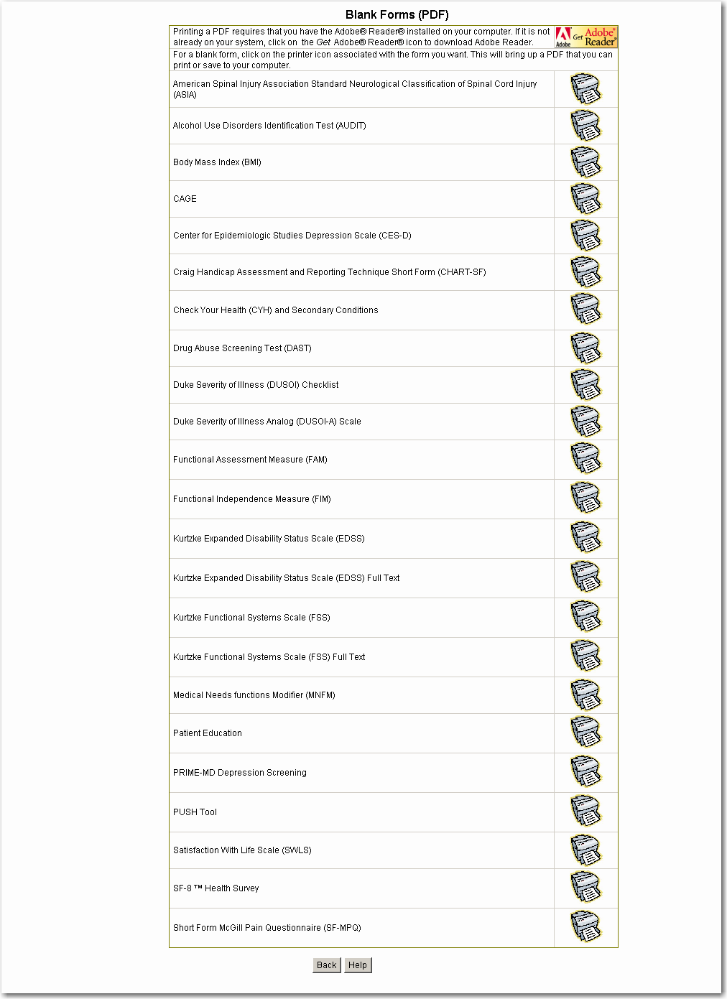 Blank Forms (PDF)
Printing a PDF requires that you have the Adobe® Reader® installed on your computer. If it is not
already on your system, click on the Get Adobe® Reader® icon to download Adobe Reader.
Adobe
Get Adobe®
Reader®
For a blank form, click on the printer icon associated with the form you want. This will bring up a PDF that you can
print or save to your computer.
American Spinal Injury Association Standard Neurological Classification of Spinal Cord Injury
(ASIA)
Alcohol Use Disorders Identification Test (AUDIT)
Body Mass Index (BMI)
CAGE
Center for Epidemiologic Studies Depression Scale (CES-D)
Craig Handicap Assessment and Reporting Technique Short Form (CHART-SF)
Check Your Health (CYH) and Secondary Conditions
Drug Abuse Screening Test (DAST)
Duke Severity of Illness (DUSOI) Checklist
Duke Severity of Illness Analog (DUSOI-A) Scale
Functional Assessment Measure (FAM)
Functional Independence Measure (FIM)
Kurtzke Expanded Disability Status Scale (EDSS)
Kurtzke Expanded Disability Status Scale (EDSS) Full Text
Kurtzke Functional Systems Scale (FSS)
Kurtzke Functional Systems Scale (FSS) Full Text
Medical Needs functions Modifier (MNFM)
Patient Education
PRIME-MD Depression Screening
PUSH Tool
Satisfaction With Life Scale (SWLS)
SF-8 ™ Health Survey
Short Form McGill Pain Questionnaire (SF-MPQ)
Back Help